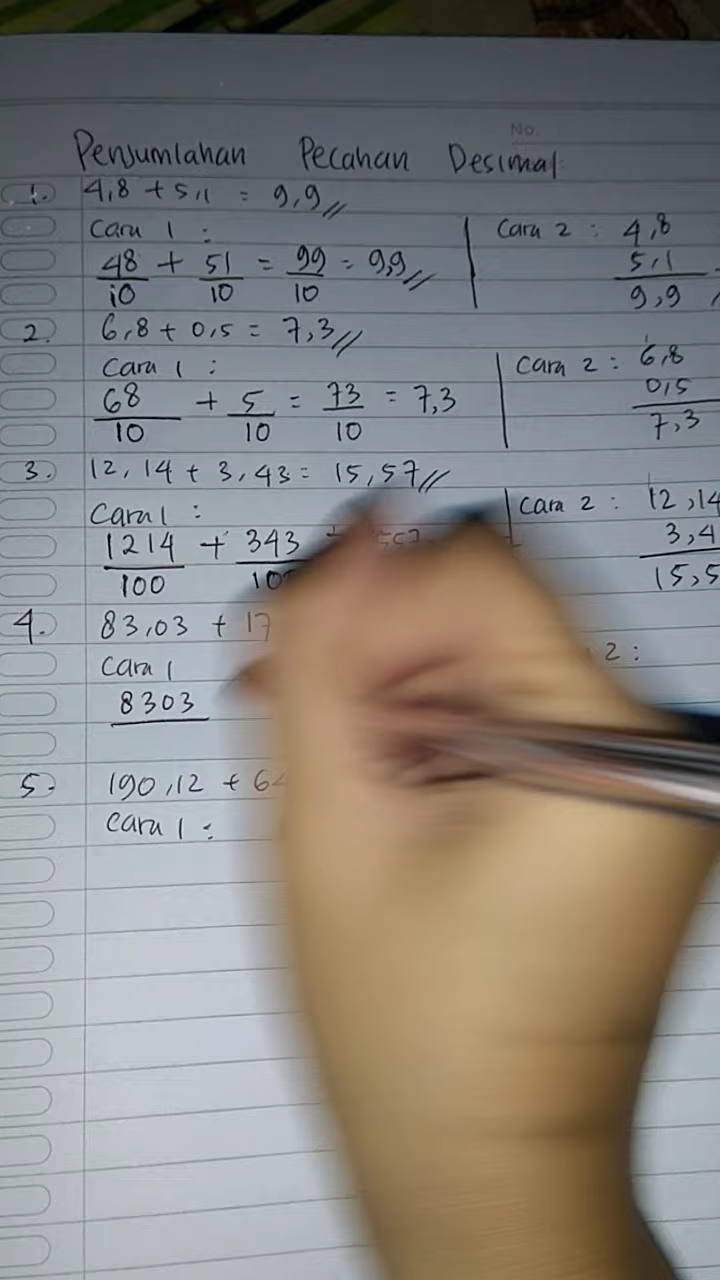 No.
Penjumlahan Pecahan Desimal
1. 4,8 + 5,1 = 9,9 //
Cara 1 :
48/10 + 51/10 = 99/10 = 9,9 //
Cara 2 : 4,8
5,1
9,9
2. 6,8 + 0,5 = 7,3 //
Cara 1 :
68/10 + 5/10 = 73/10 = 7,3
Cara 2 : 6,8
0,5
7,3
3. 12,14 + 3,43 = 15,57 //
Cara 1 :
1214/100 + 343/10
Cara 2 : 12,14
3,4
15,5
4. 83,03 + 17
Cara 1
8303
2 :
5. 190,12 + 64
Cara 1 :